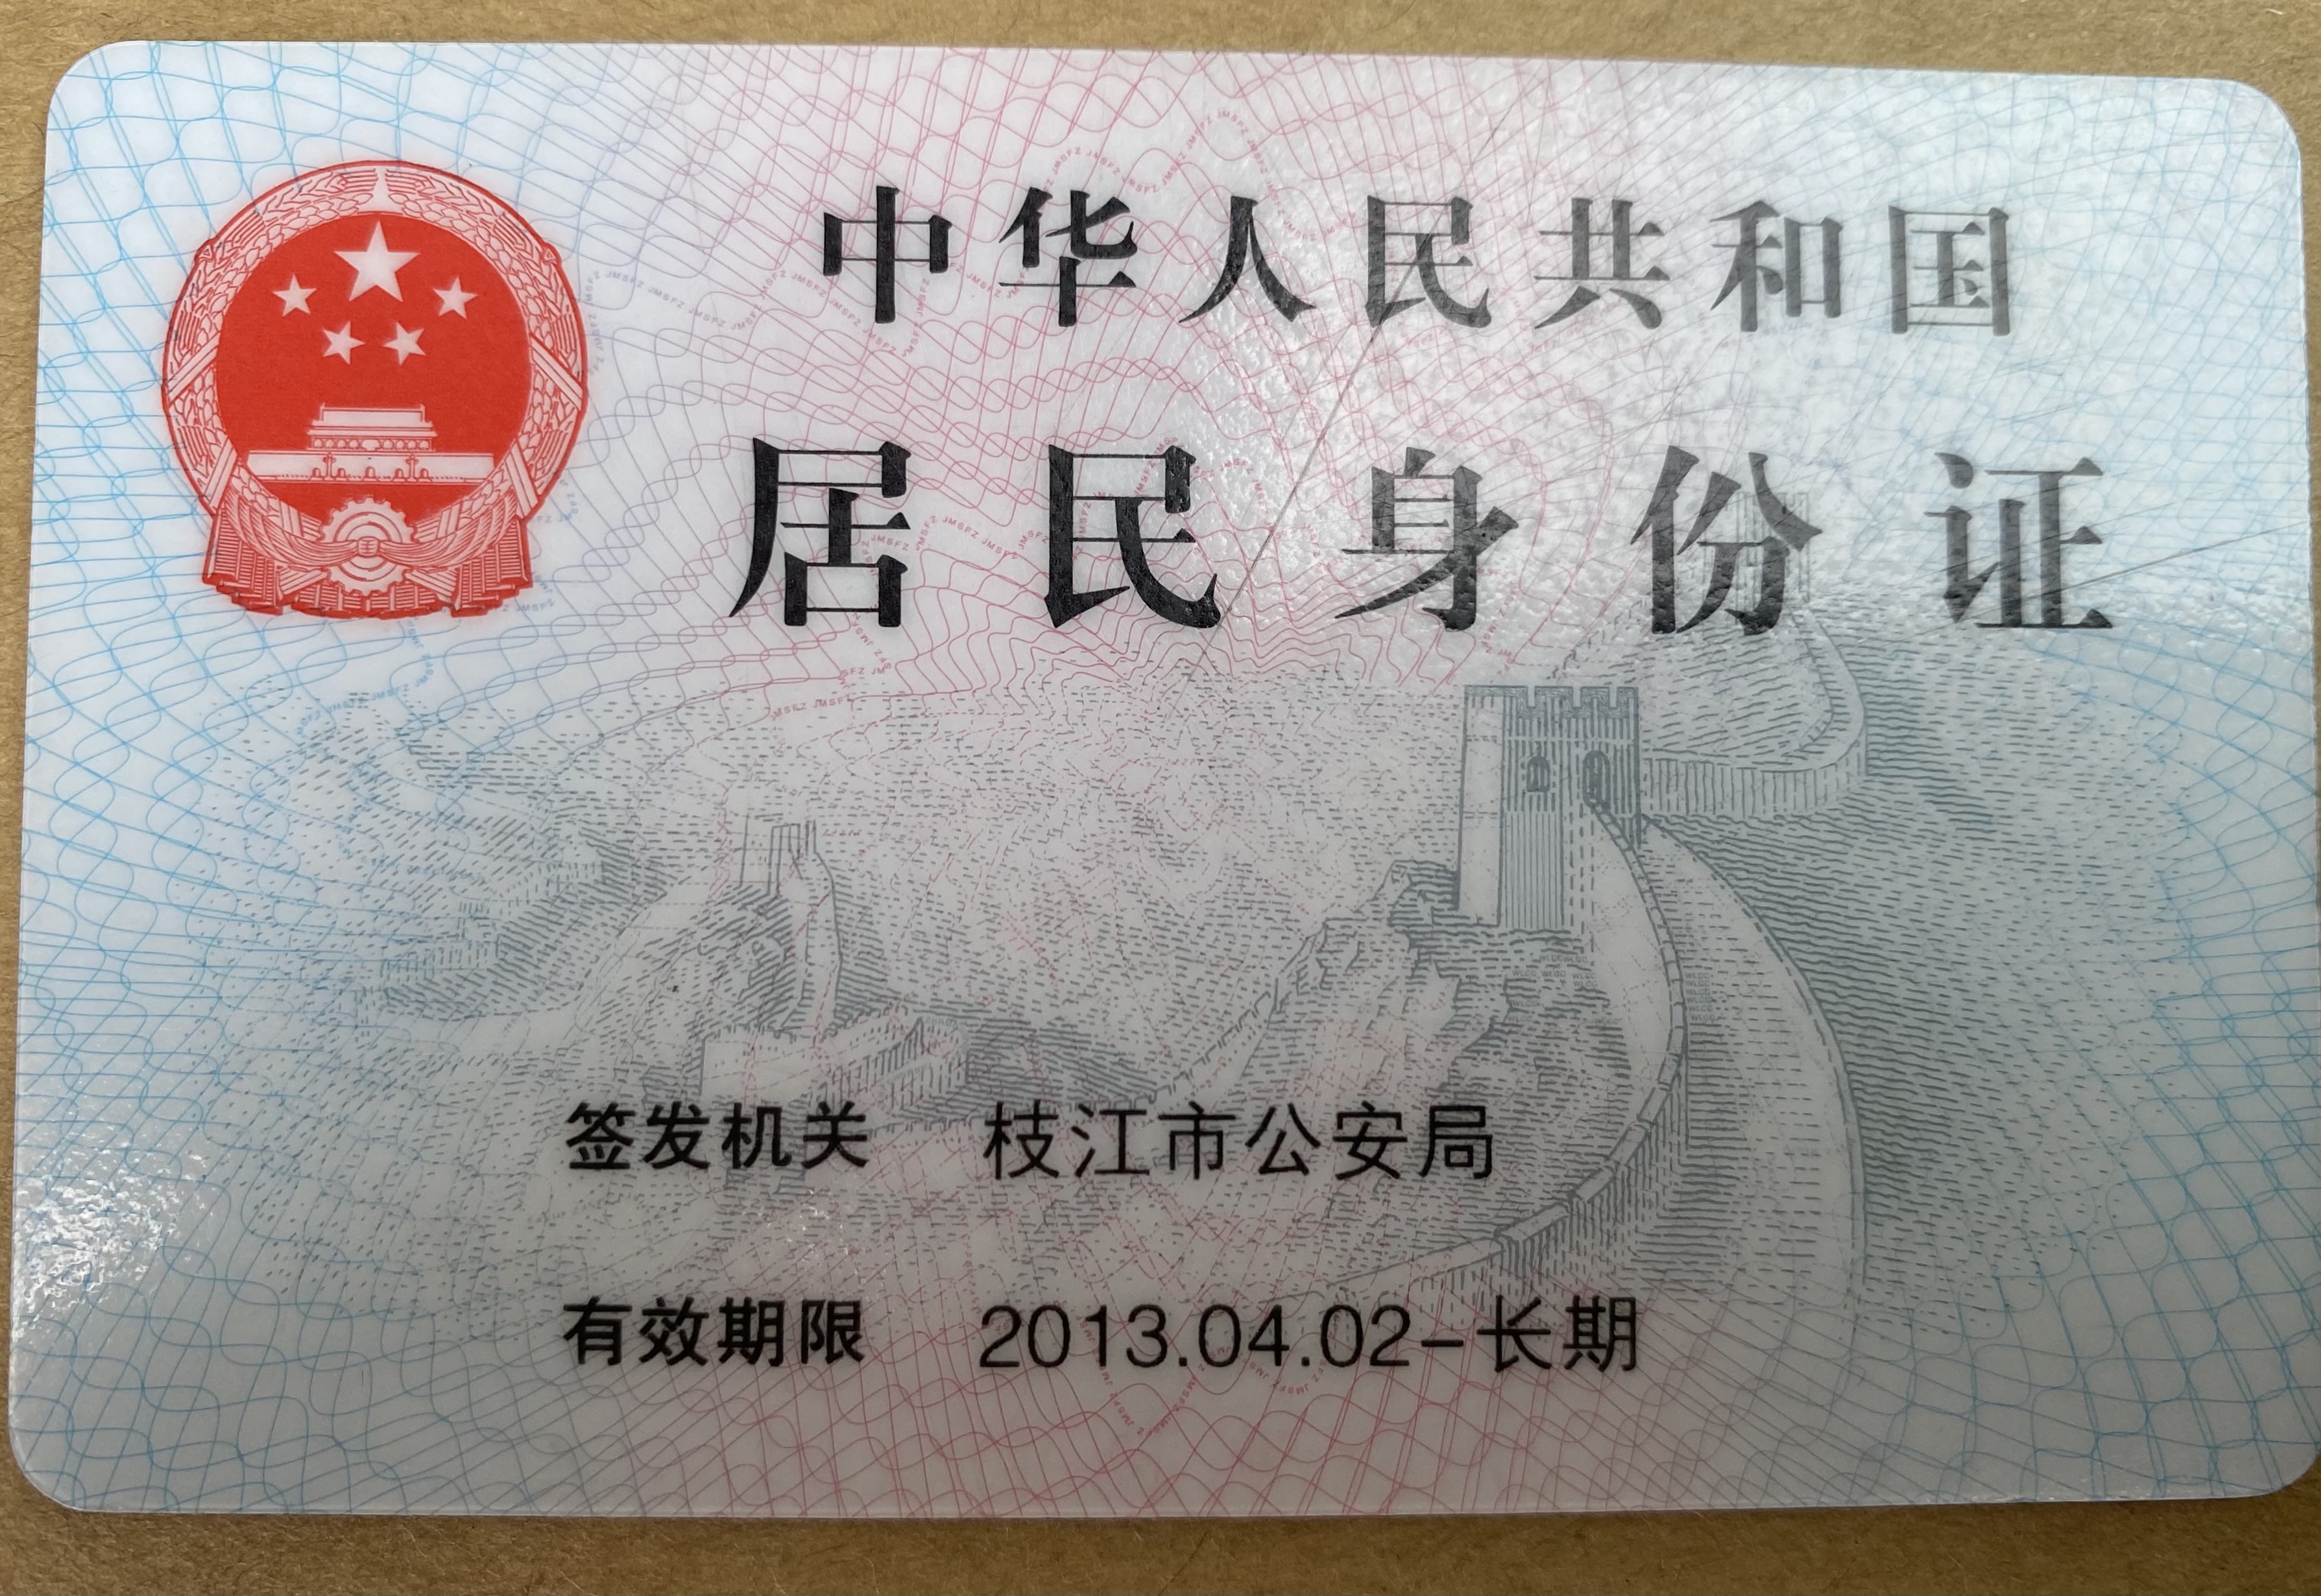 中华人民共和国
居民身份证
签发机关 枝江市公安局
有效期限 2013.04.02-长期